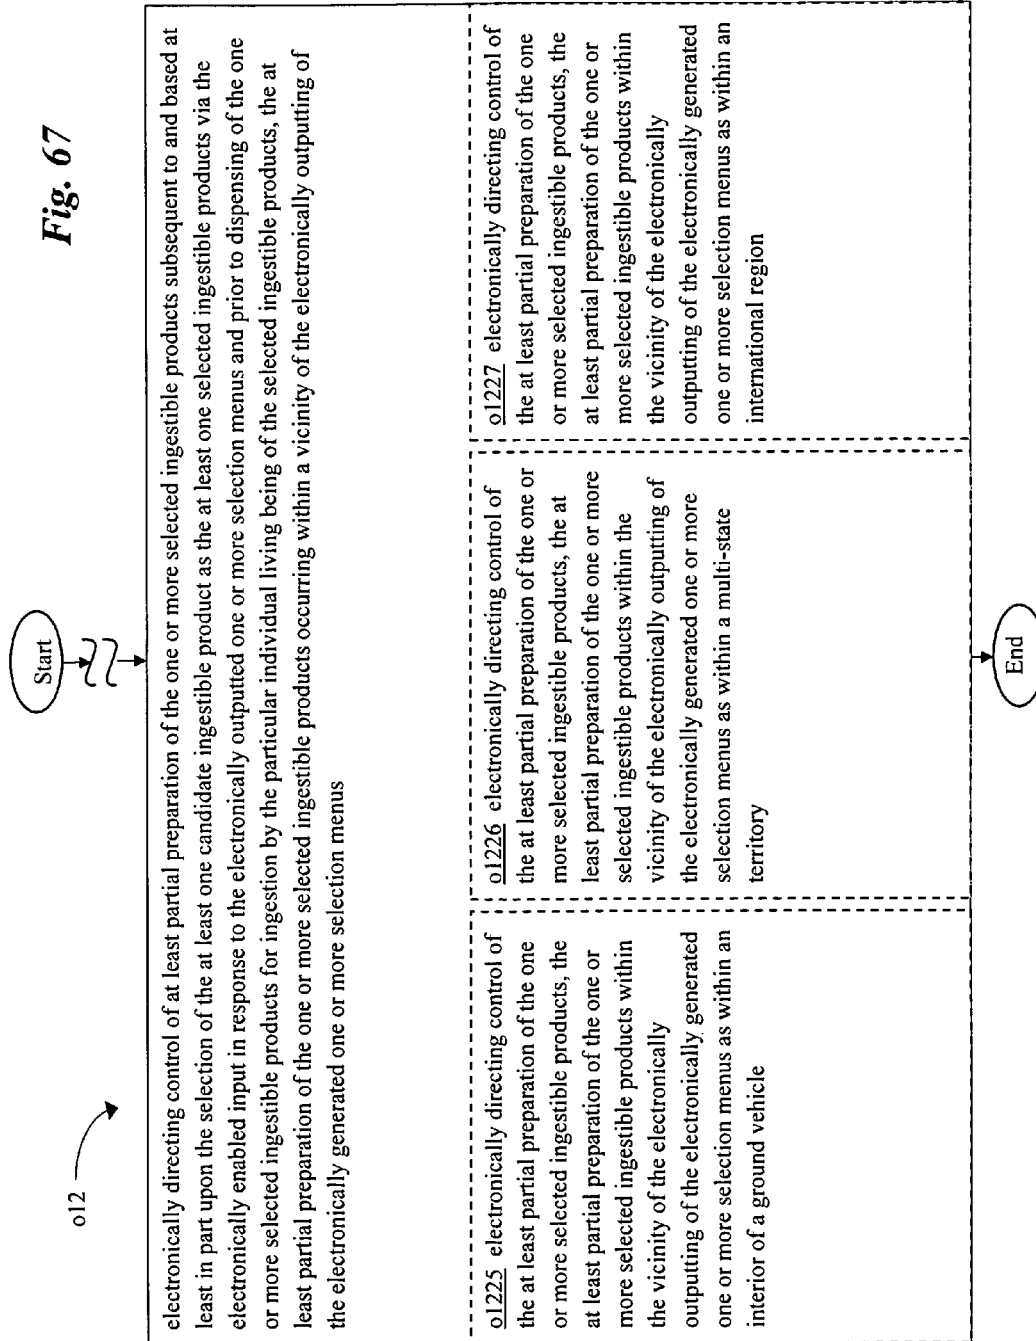 Fig. 67
o12
Start
electronically directing control of at least partial preparation of the one or more selected ingestible products subsequent to and based at
least in part upon the selection of the at least one candidate ingestible product as the at least one selected ingestible products via the
electronically enabled input in response to the electronically outputted one or more selection menus and prior to dispensing of the one
or more selected ingestible products for ingestion by the particular individual living being of the selected ingestible products, the at
least partial preparation of the one or more selected ingestible products occurring within a vicinity of the electronically outputting of
the electronically generated one or more selection menus
o1225 electronically directing control of
the at least partial preparation of the one
or more selected ingestible products, the
at least partial preparation of the one or
more selected ingestible products within
the vicinity of the electronically
outputting of the electronically generated
one or more selection menus as within an
interior of a ground vehicle
o1226 electronically directing control of
the at least partial preparation of the one or
more selected ingestible products, the at
least partial preparation of the one or more
selected ingestible products within the
vicinity of the electronically outputting of
the electronically generated one or more
selection menus as within a multi-state
territory
o1227 electronically directing control of
the at least partial preparation of the one
or more selected ingestible products, the
at least partial preparation of the one or
more selected ingestible products within
the vicinity of the electronically
outputting of the electronically generated
one or more selection menus as within an
international region
End